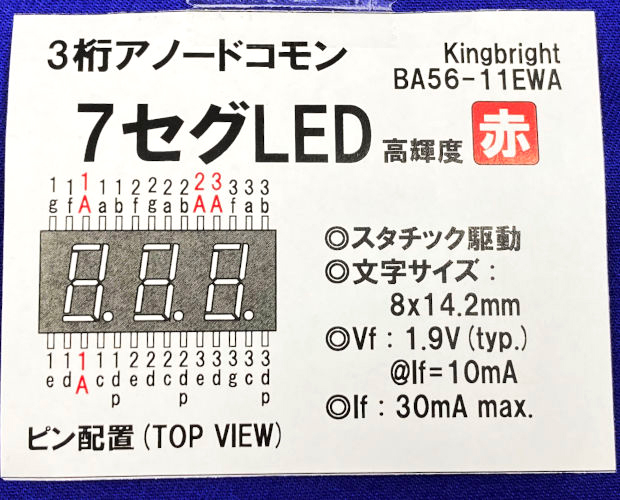 3桁アノードコモン
Kingbright
BA56-11EWA
7セグLED 高輝度 赤
1 1 1 1 1 2 2 2 2 2 3 3 3 3
g f A a b f g a b A A f a b
1 1 1 1 1 2 2 2 2 3 3 3 3 3
e d A c d e d c d e d g c d
p p p
ピン配置(TOP VIEW)
◎スタチック駆動
◎文字サイズ:
8x14.2mm
◎Vf:1.9V(typ.)
@If=10mA
◎If:30mA max.